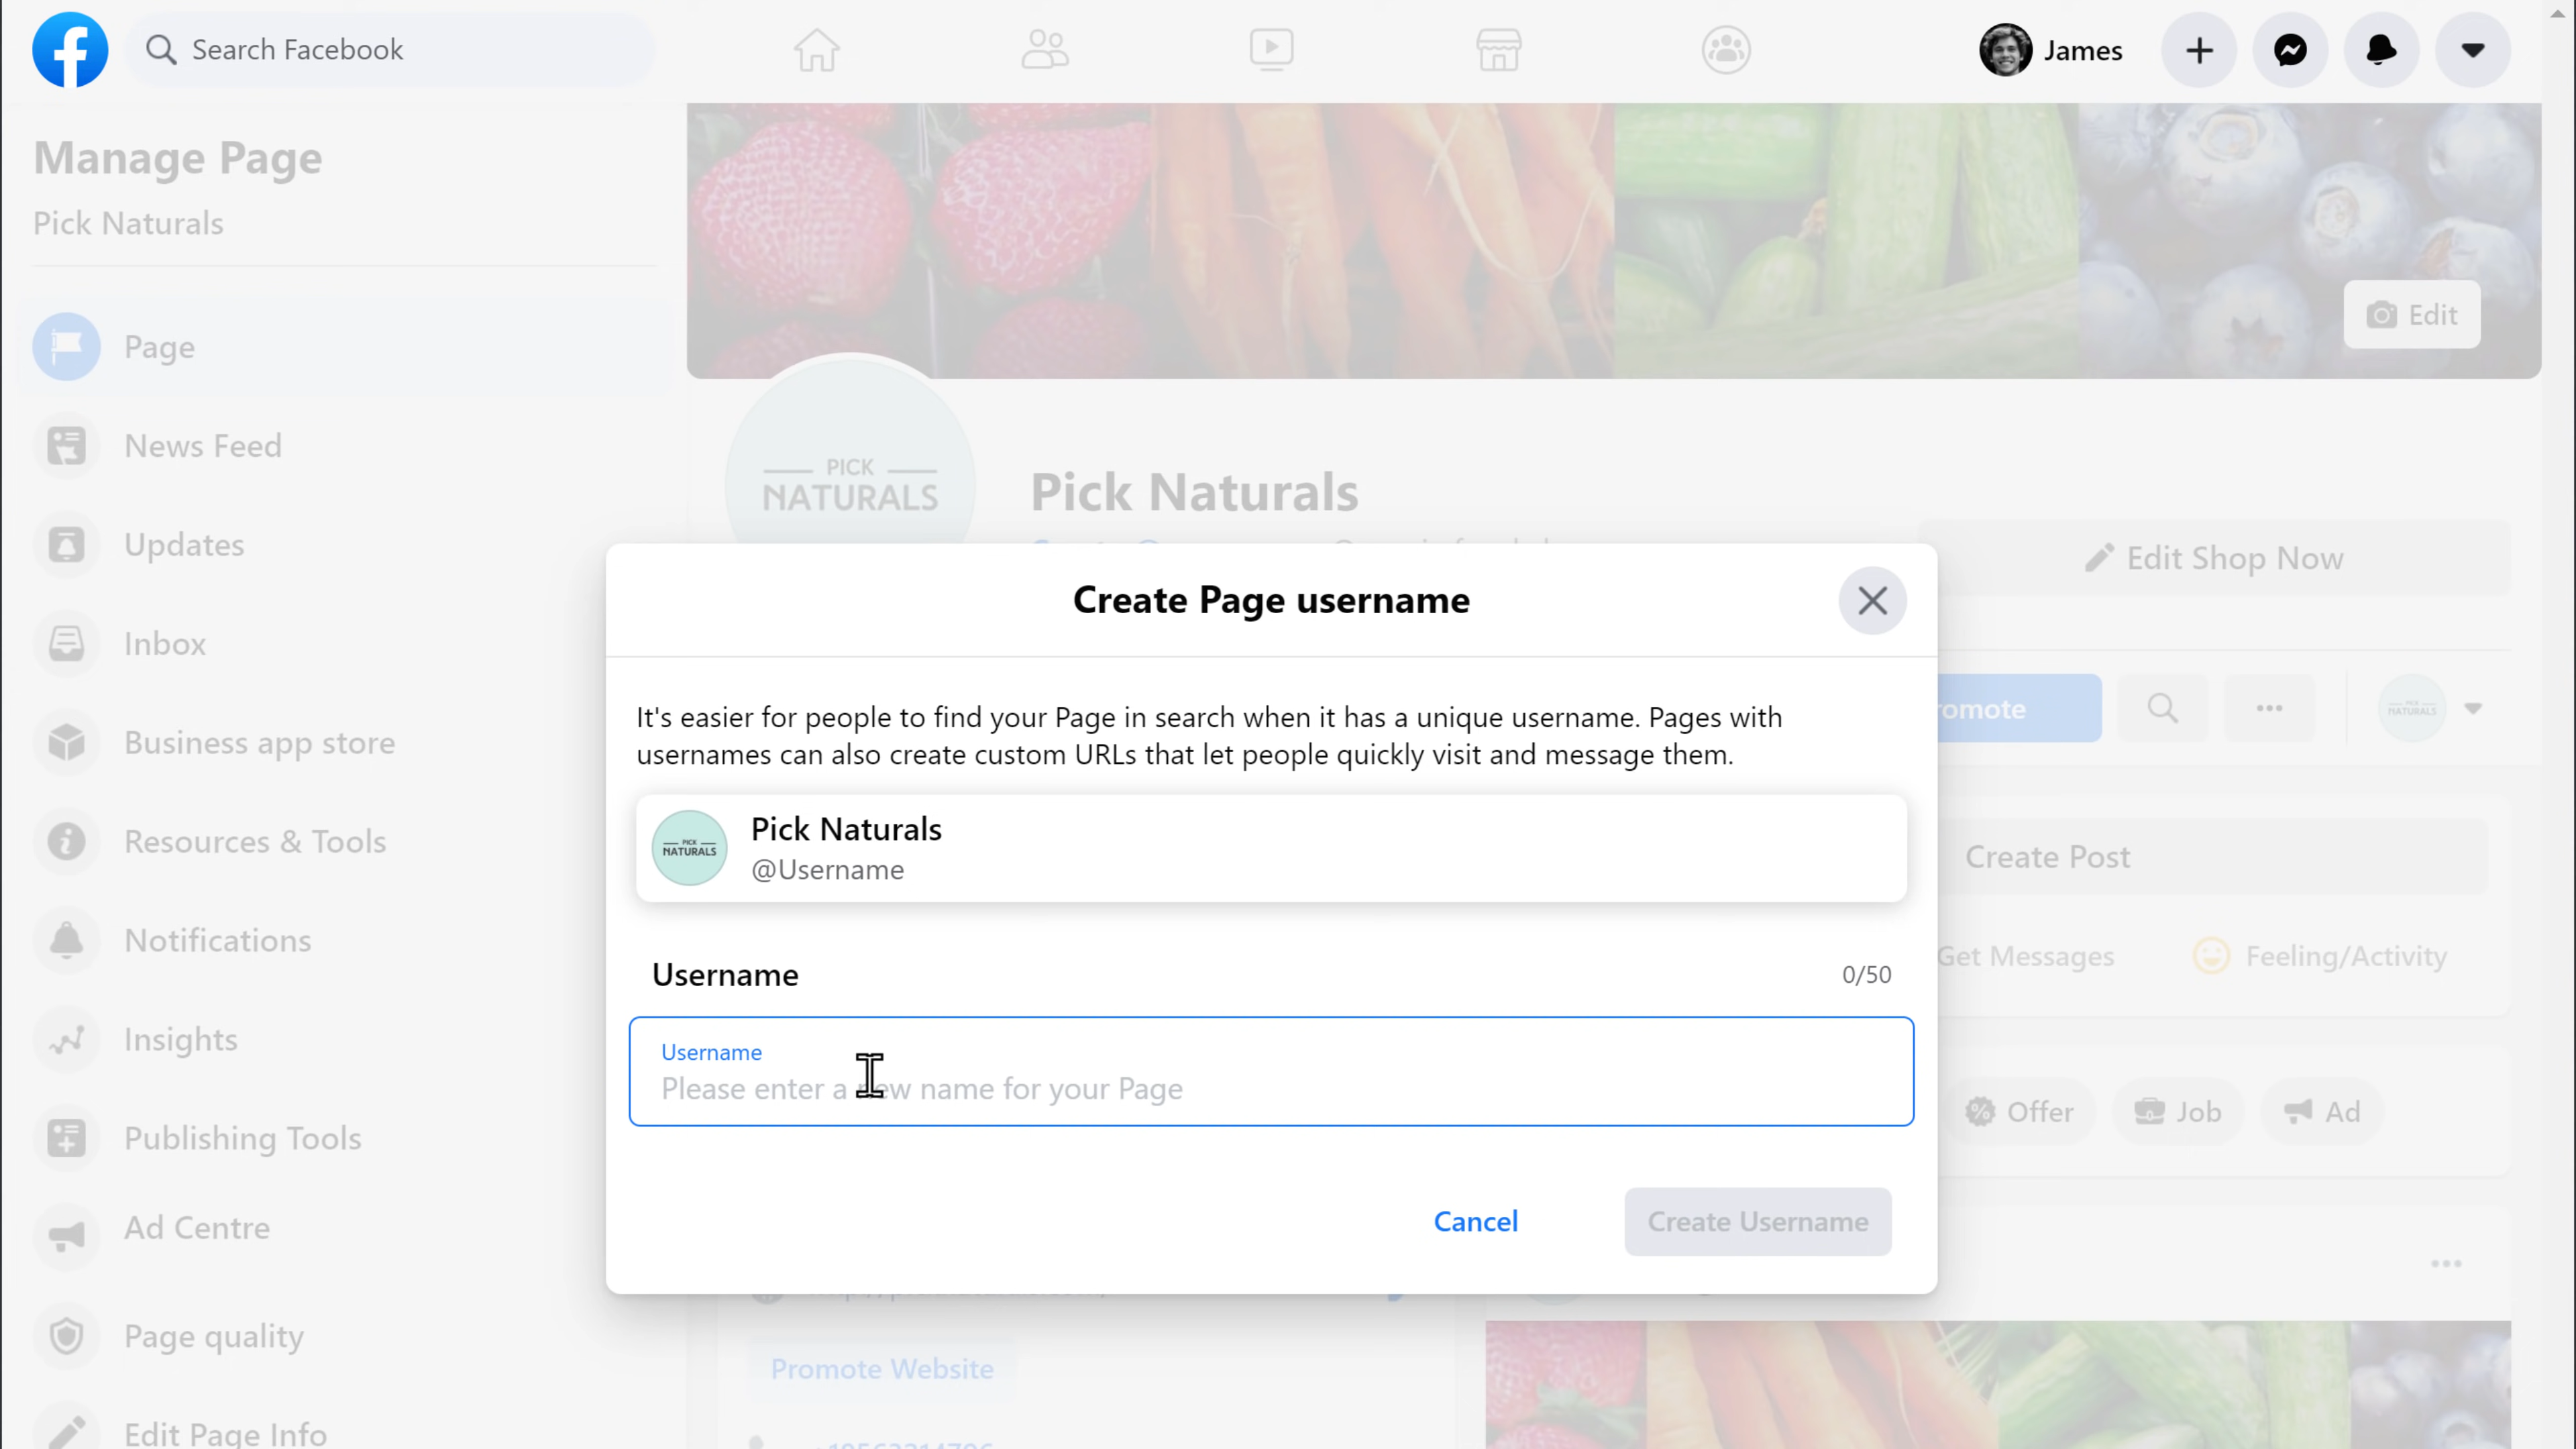 Search Facebook
James
Manage Page
Pick Naturals
Page
News Feed
Updates
Inbox
Business app store
Resources & Tools
Notifications
Insights
Publishing Tools
Ad Centre
Page quality
Edit Page Info
Edit
PICK
NATURALS
Pick Naturals
Edit Shop Now
omote
PICK
NATURALS
Create Post
Get Messages
Feeling/Activity
Offer
Job
Ad
Create Page username
It's easier for people to find your Page in search when it has a unique username. Pages with
usernames can also create custom URLs that let people quickly visit and message them.
PICK
NATURALS
Pick Naturals
@Username
Username
0/50
Username
Please enter a new name for your Page
Cancel
Create Username
Promote Website